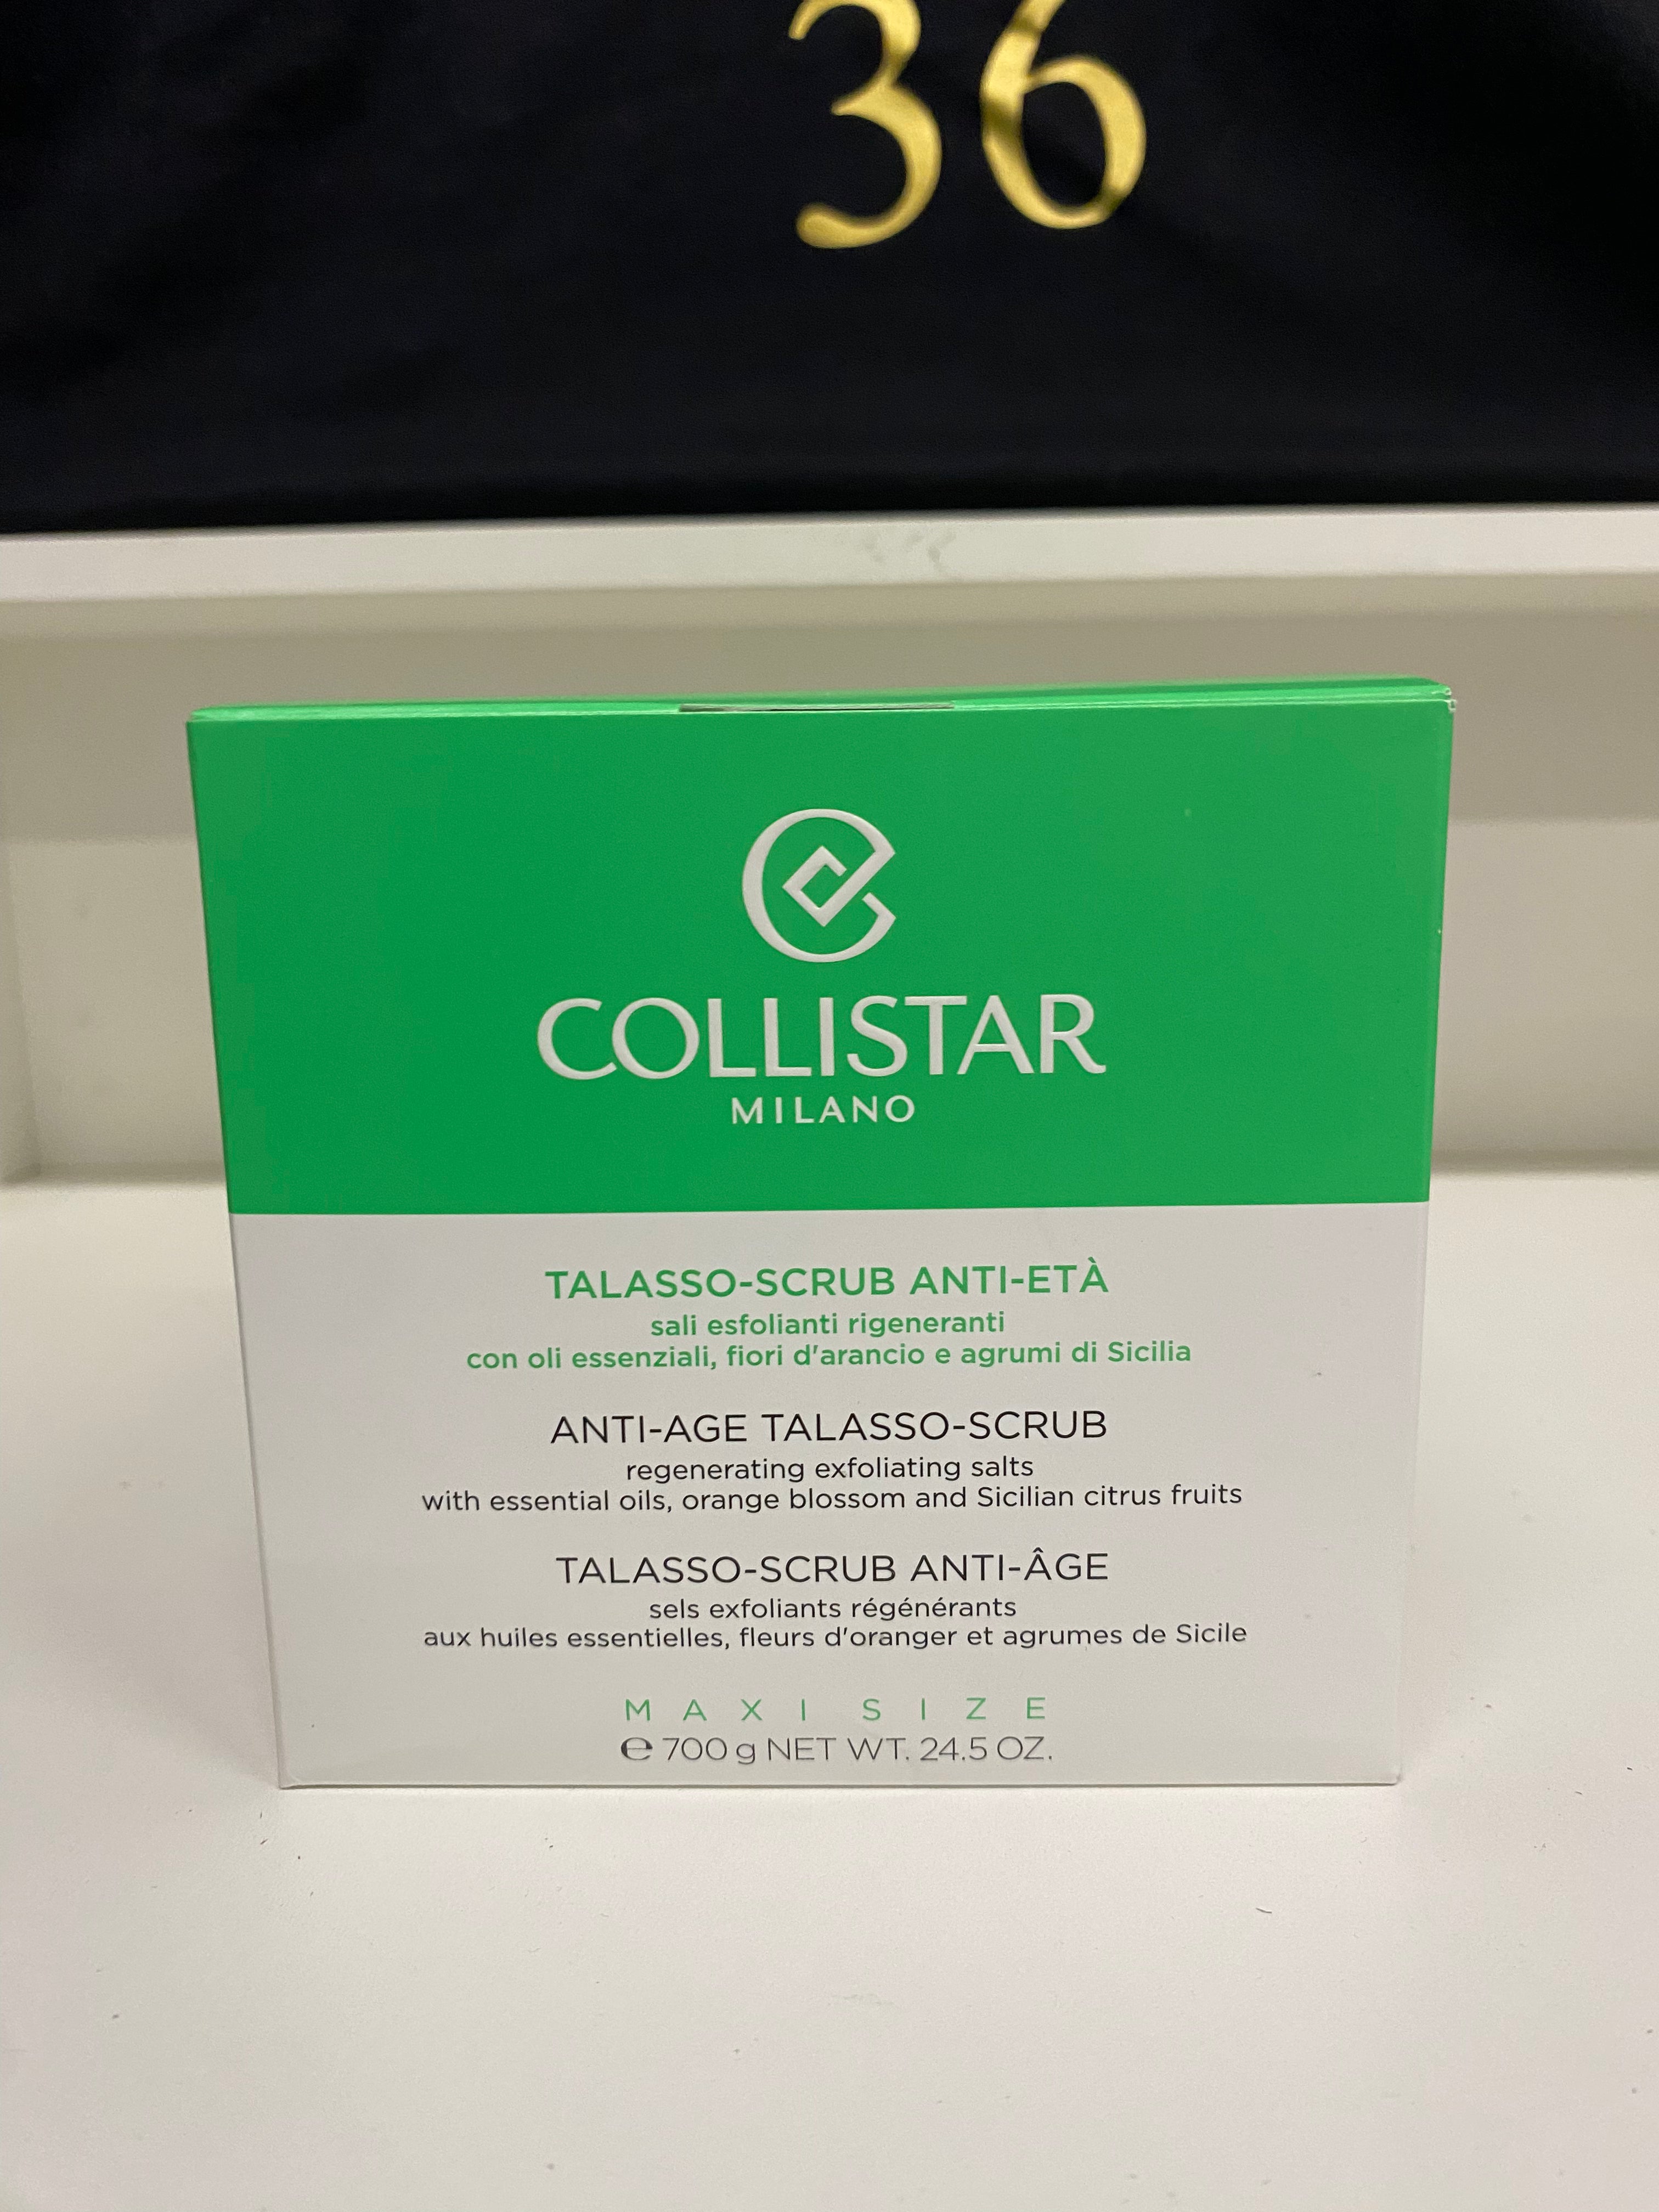 36
COLLISTAR
MILANO
TALASSO-SCRUB ANTI-ETÀ
sali esfolianti rigeneranti
con oli essenziali, fiori d'arancio e agrumi di Sicilia
ANTI-AGE TALASSO-SCRUB
regenerating exfoliating salts
with essential oils, orange blossom and Sicilian citrus fruits
TALASSO-SCRUB ANTI-ÂGE
sels exfoliants régénérants
aux huiles essentielles, fleurs d'oranger et agrumes de Sicile
MAXI SIZE
℮ 700 g NET WT. 24.5 OZ.